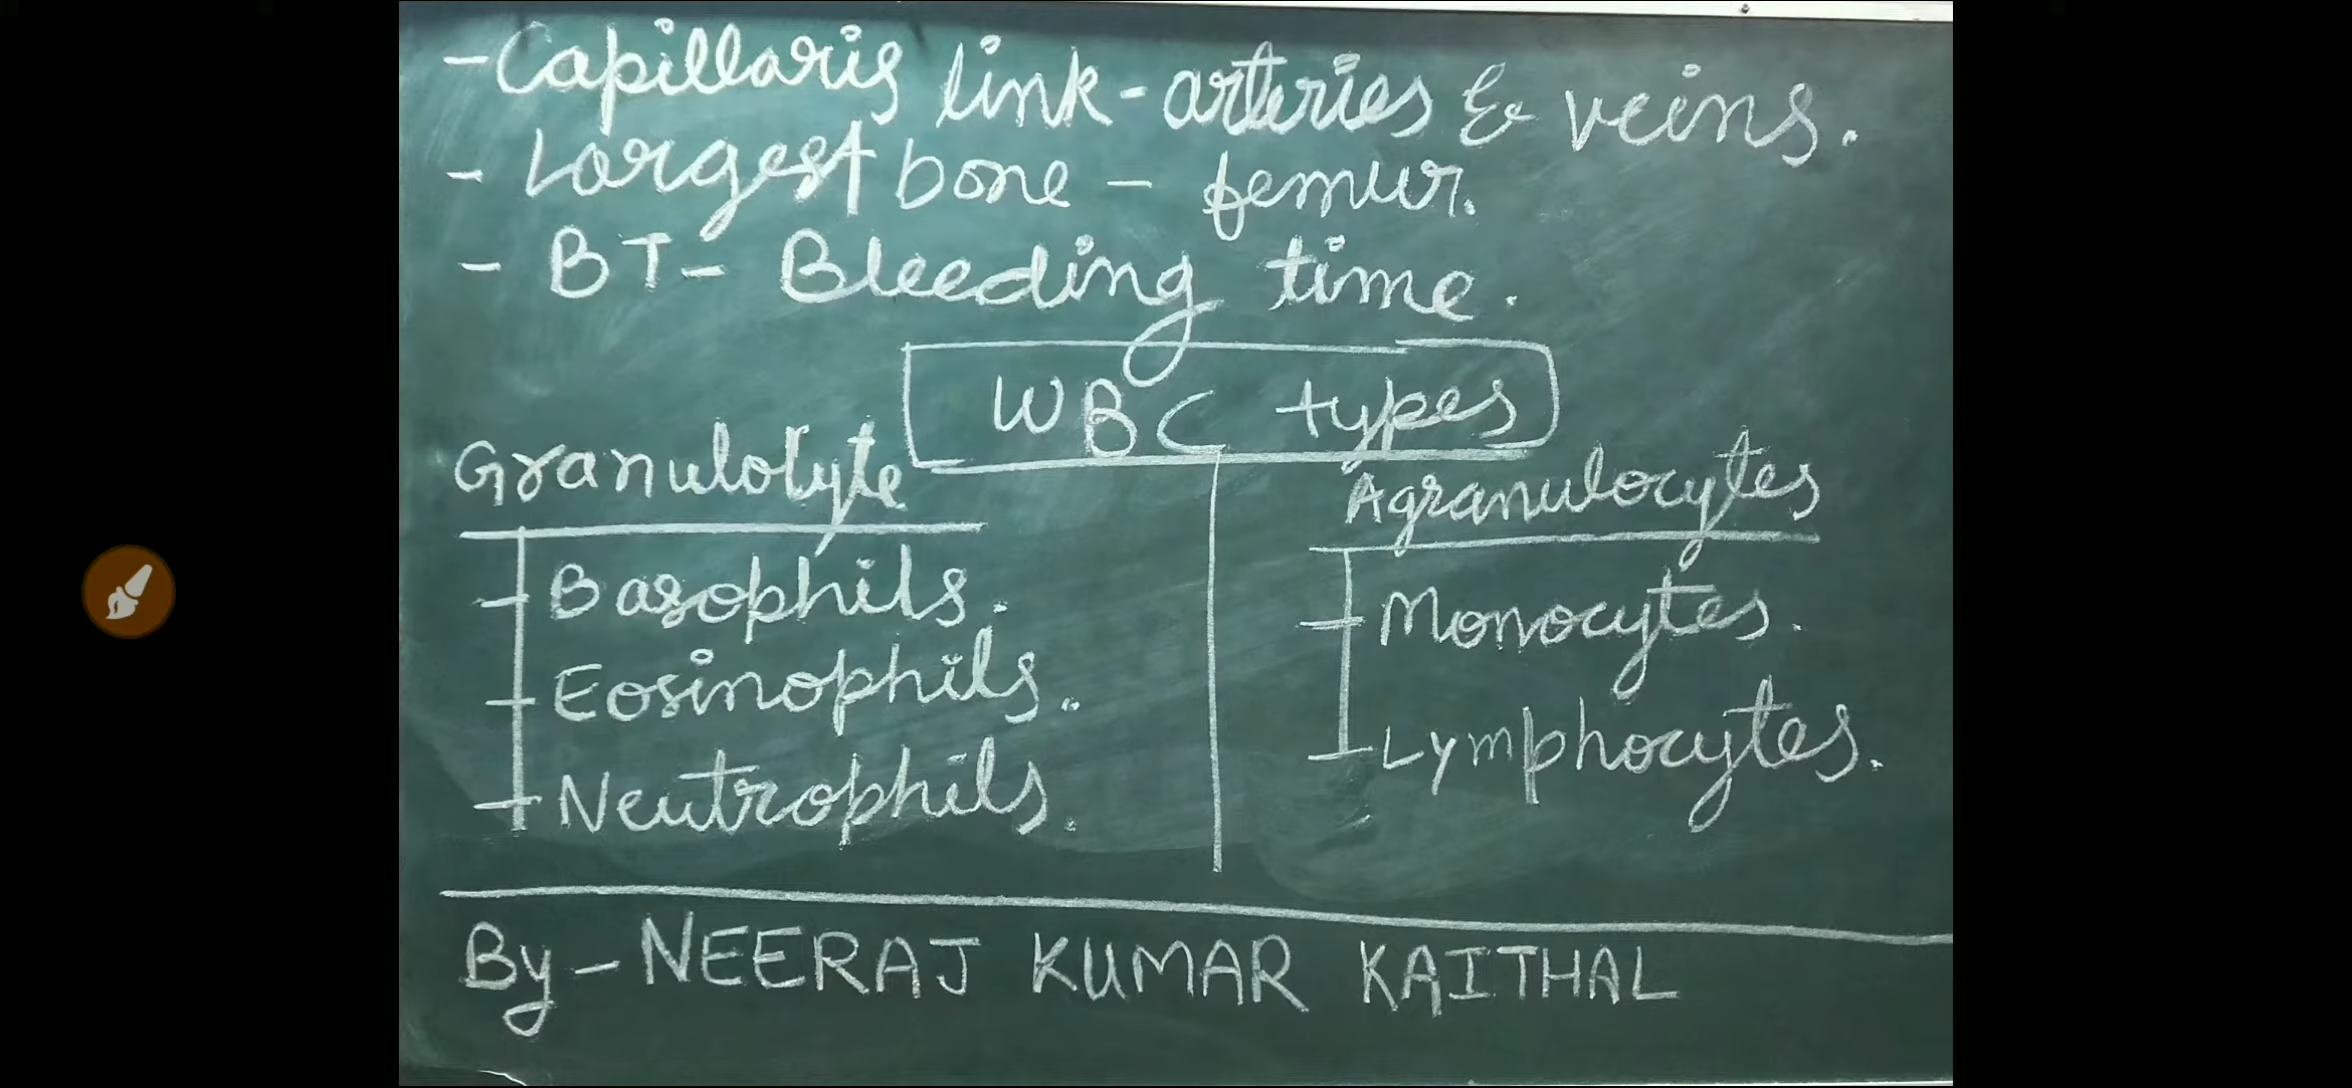 - Capillaris link - arteries & veins.
- Largest bone - femur.
- BT - Bleeding time.
WBC types
Granulolyte
Agranulocytes
Basophils.
Monocytes.
Eosinophils.
Lymphocytes.
Neutrophils.
By - NEERAJ KUMAR KAITHAL